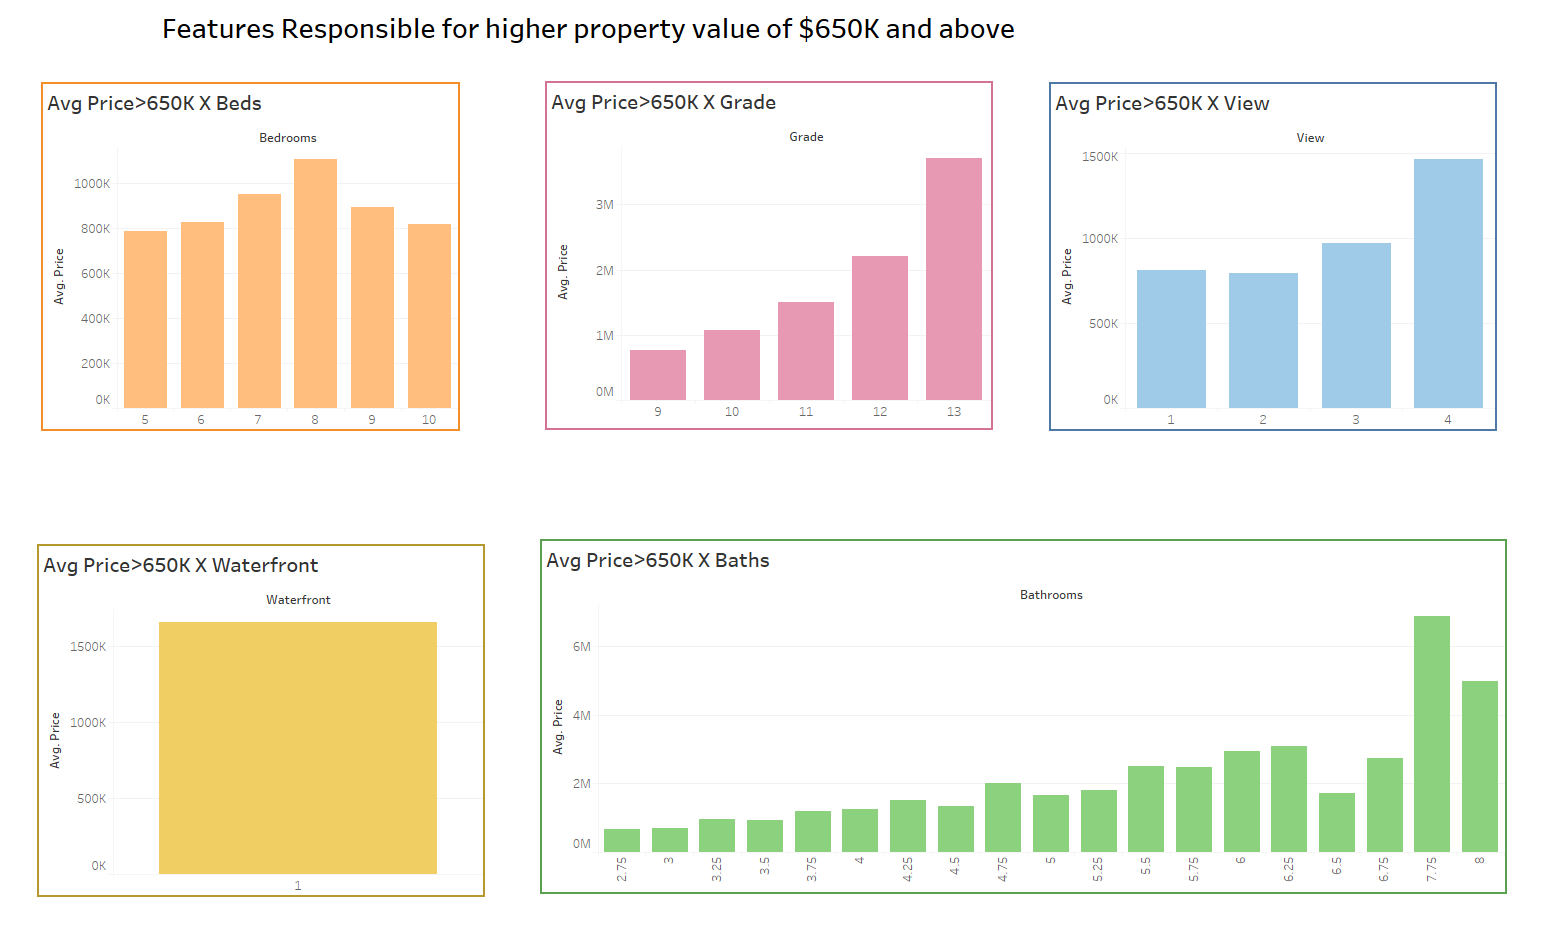 Features Responsible for higher property value of $650K and above
Avg Price>650K X Beds
Bedrooms
Avg. Price
1000K
800K
600K
400K
200K
0K
5 6 7 8 9 10
Avg Price>650K X Grade
Grade
Avg. Price
3M
2M
1M
0M
9 10 11 12 13
Avg Price>650K X View
View
Avg. Price
1500K
1000K
500K
0K
1 2 3 4
Avg Price>650K X Waterfront
Waterfront
Avg. Price
1500K
1000K
500K
0K
1
Avg Price>650K X Baths
Bathrooms
Avg. Price
6M
4M
2M
0M
2.75 3 3.25 3.5 3.75 4 4.25 4.5 4.75 5 5.25 5.5 5.75 6 6.25 6.5 6.75 7.75 8